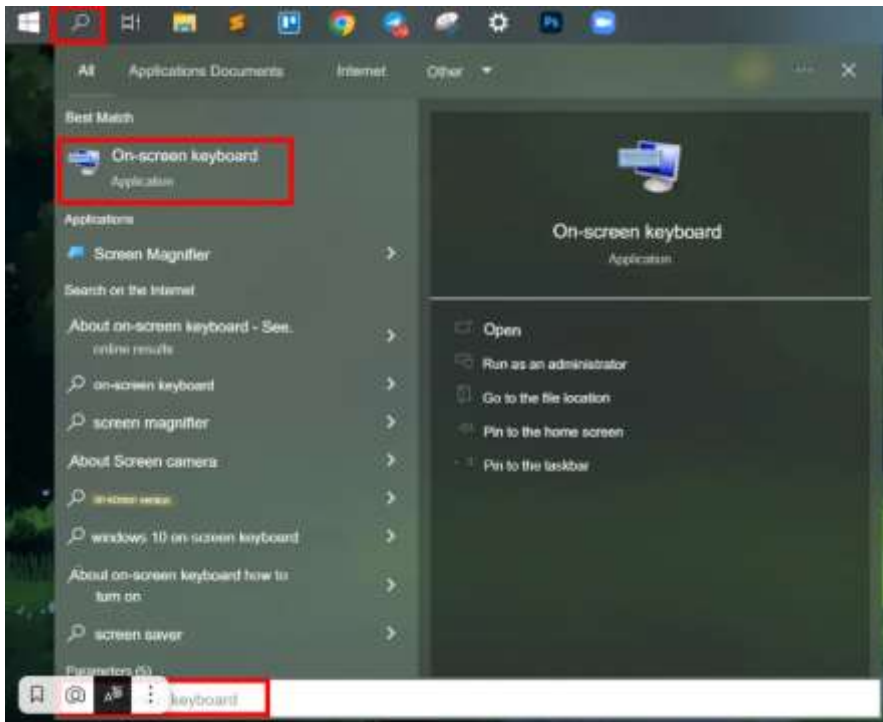 Ps
All Applications Documents Internet Other
Best Match
On-screen keyboard
Application
Applications
Screen Magnifier
Search on the Internet
About on-screen keyboard - See.
online results
on-screen keyboard
screen magnifier
About Screen camera
windows 10 on-screen keyboard
About on-screen keyboard how to
turn on
screen saver
Parameters (5)
keyboard
On-screen keyboard
Application
Open
Run as an administrator
Go to the file location
Pin to the home screen
Pin to the taskbar